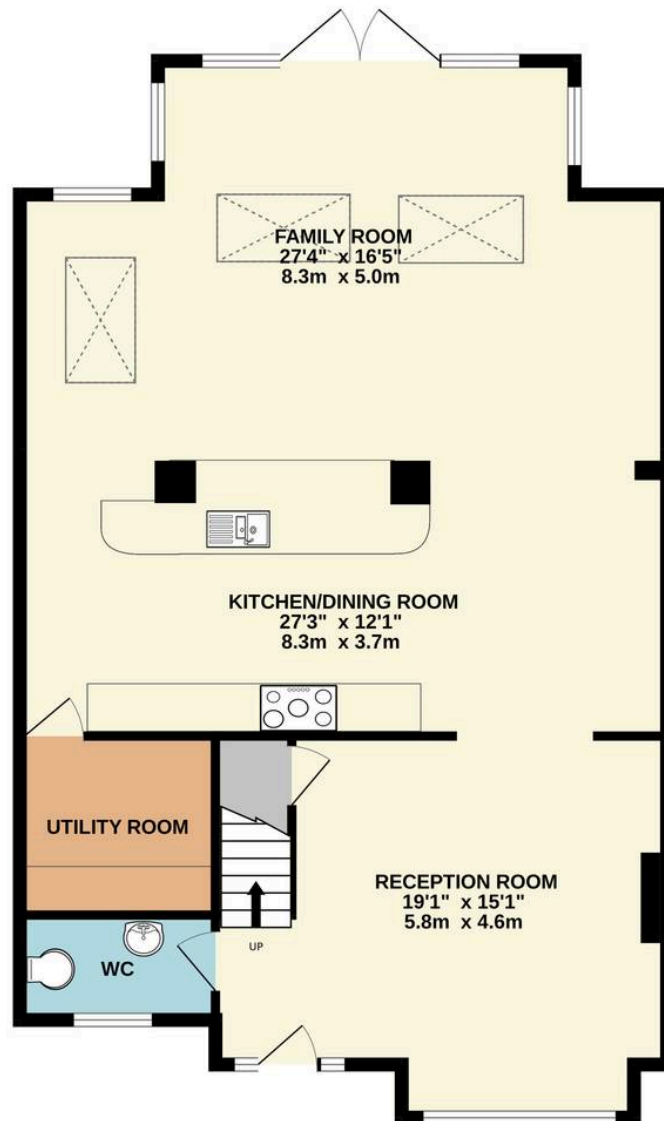 FAMILY ROOM
27'4" x 16'5"
8.3m x 5.0m
KITCHEN/DINING ROOM
27'3" x 12'1"
8.3m x 3.7m
UTILITY ROOM
RECEPTION ROOM
19'1" x 15'1"
5.8m x 4.6m
UP
WC